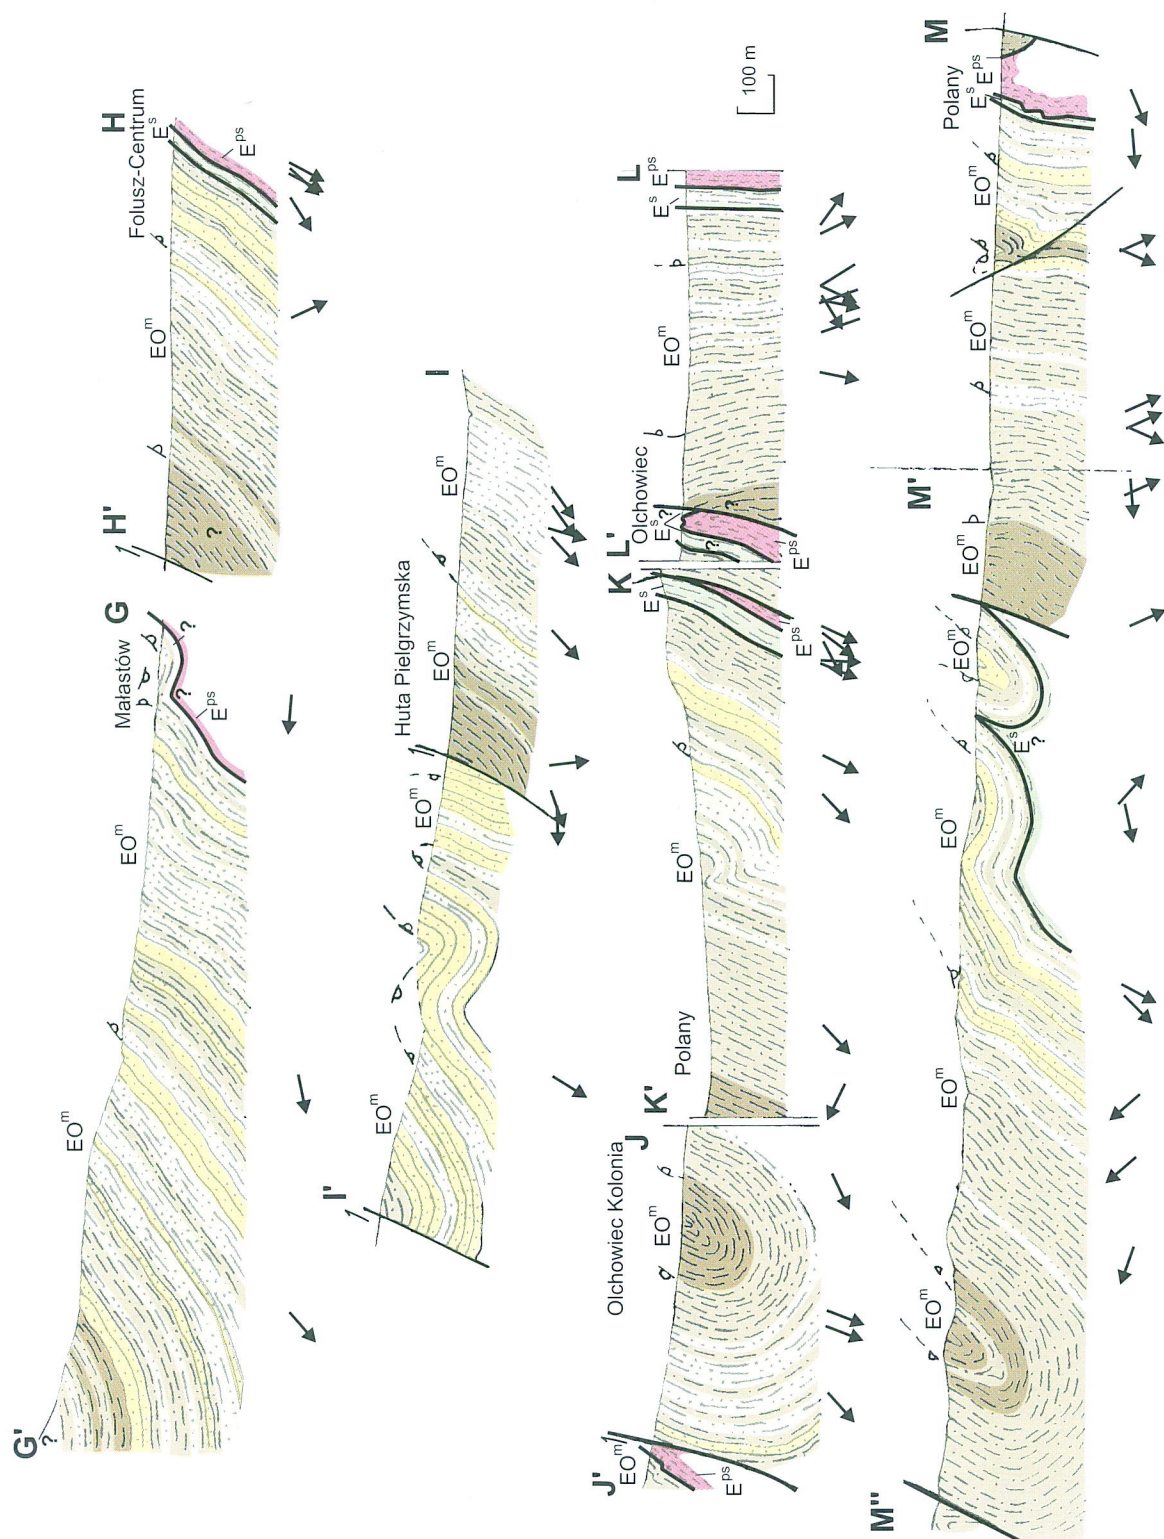 H'
H
Folusz-Centrum
EO^m
E^s
E^ps
?
G'
G
Małastów
?
EO^m
EO^m
?
?
E^ps
I'
I
Huta Pielgrzymska
EO^m
EO^m
EO^m
EO^m
100 m
L'
L
Olchowiec
E^s?
?
?
E^ps
EO^m
E^s
E^ps
K'
K
Polany
EO^m
E^s
E^ps
J'
J
Olchowiec Kolonia
EO^m
E^ps
EO^m
M''
M'
M
Polany
EO^m
EO^m
E^s
?
EO^m
EO^m
EO^m
EO^m
EO^m
E^s
E^ps